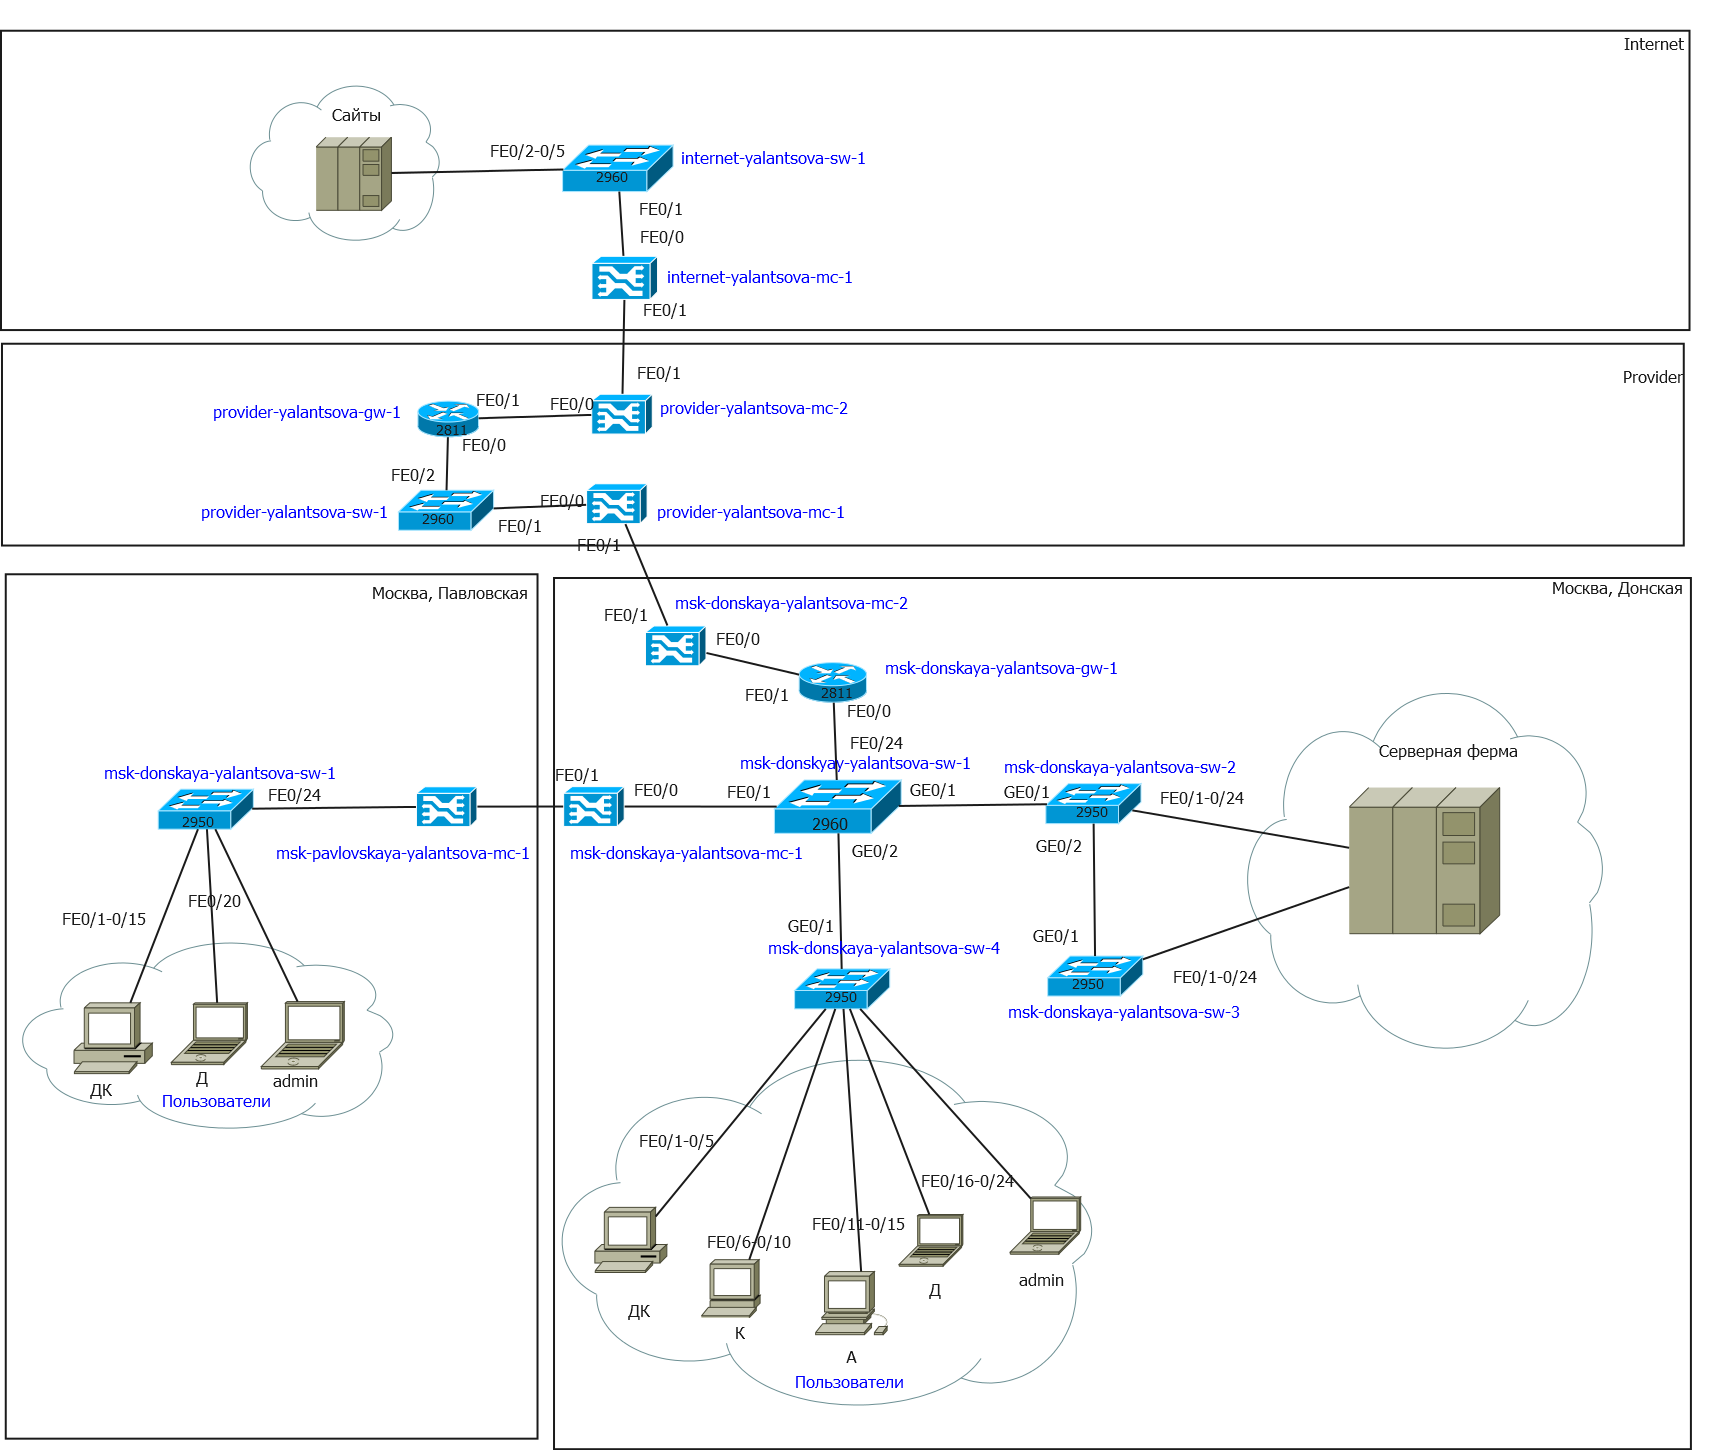 Internet
Сайты
FE0/2-0/5
internet-yalantsova-sw-1
2960
FE0/1
FE0/0
internet-yalantsova-mc-1
FE0/1
Provider
FE0/1
provider-yalantsova-gw-1
FE0/1
FE0/0
provider-yalantsova-mc-2
2811
FE0/0
FE0/2
provider-yalantsova-sw-1
2960
FE0/0
FE0/1
provider-yalantsova-mc-1
FE0/1
Москва, Павловская
msk-donskaya-yalantsova-sw-1
FE0/24
2950
msk-pavlovskaya-yalantsova-mc-1
FE0/1-0/15
FE0/20
ДК
Д
admin
Пользователи
Москва, Донская
msk-donskaya-yalantsova-mc-2
FE0/1
FE0/0
msk-donskaya-yalantsova-gw-1
FE0/1
2811
FE0/0
FE0/24
msk-donskyay-yalantsova-sw-1
FE0/1
FE0/0
FE0/1
GE0/1
2960
msk-donskaya-yalantsova-mc-1
GE0/2
msk-donskaya-yalantsova-sw-2
GE0/1
FE0/1-0/24
2950
GE0/2
Серверная ферма
GE0/1
FE0/1-0/24
2950
msk-donskaya-yalantsova-sw-3
GE0/1
msk-donskaya-yalantsova-sw-4
2950
FE0/1-0/5
FE0/16-0/24
FE0/11-0/15
FE0/6-0/10
ДК
К
А
Д
admin
Пользователи